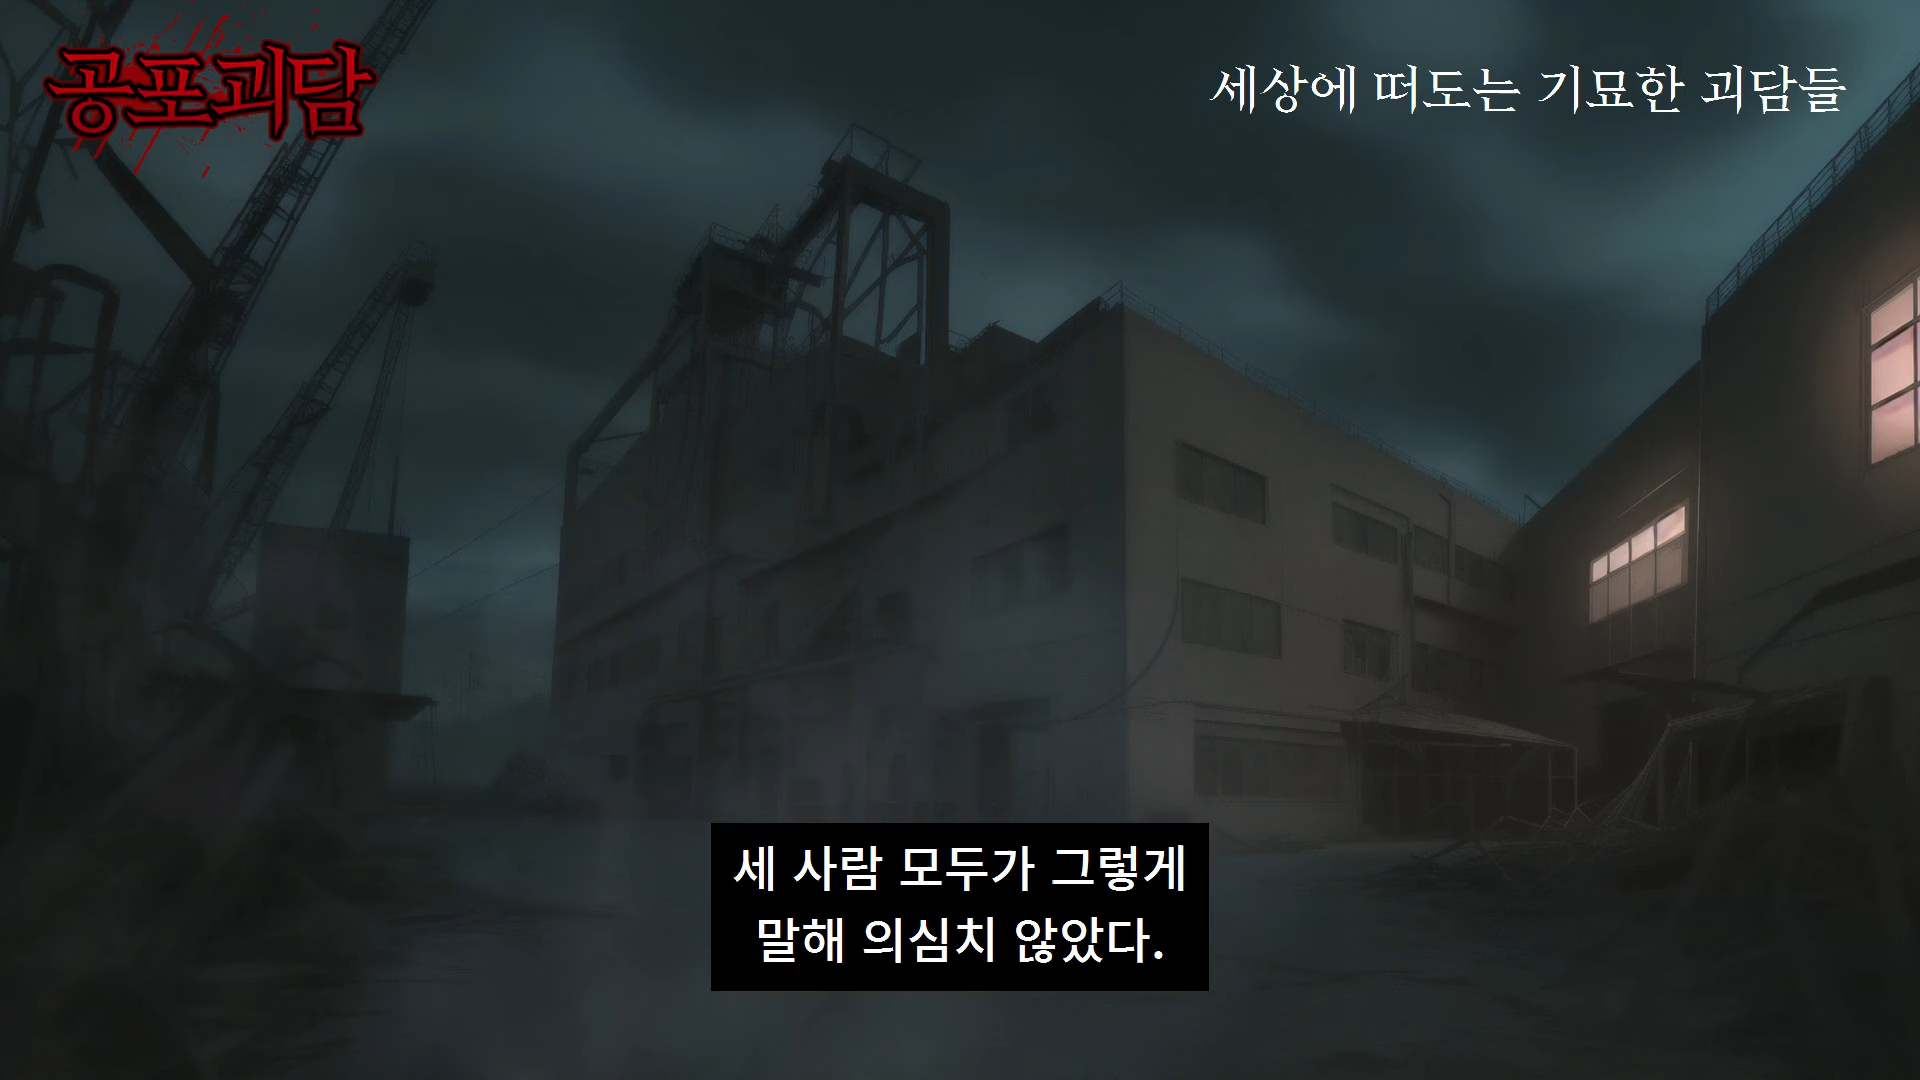 공포괴담
세상에 떠도는 기묘한 괴담들
세 사람 모두가 그렇게
말해 의심치 않았다.